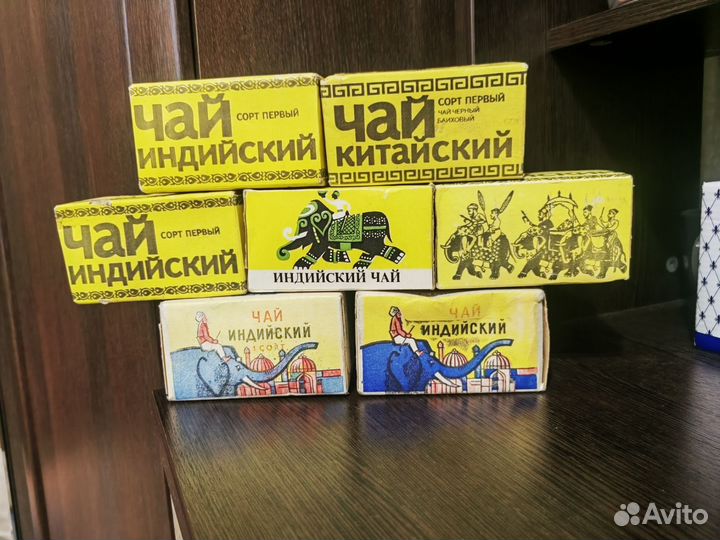 чай
СОРТ ПЕРВЫЙ
ИНДИЙСКИЙ
чай
СОРТ ПЕРВЫЙ
ЧАЙ ЧЕРНЫЙ
БАЙХОВЫЙ
КИТАЙСКИЙ
чай
СОРТ ПЕРВЫЙ
ИНДИЙСКИЙ
ИНДИЙСКИЙ ЧАЙ
ЧАЙ
ИНДИЙСКИЙ
1 СОРТ
ЧАЙ
ИНДИЙСКИЙ
Avito